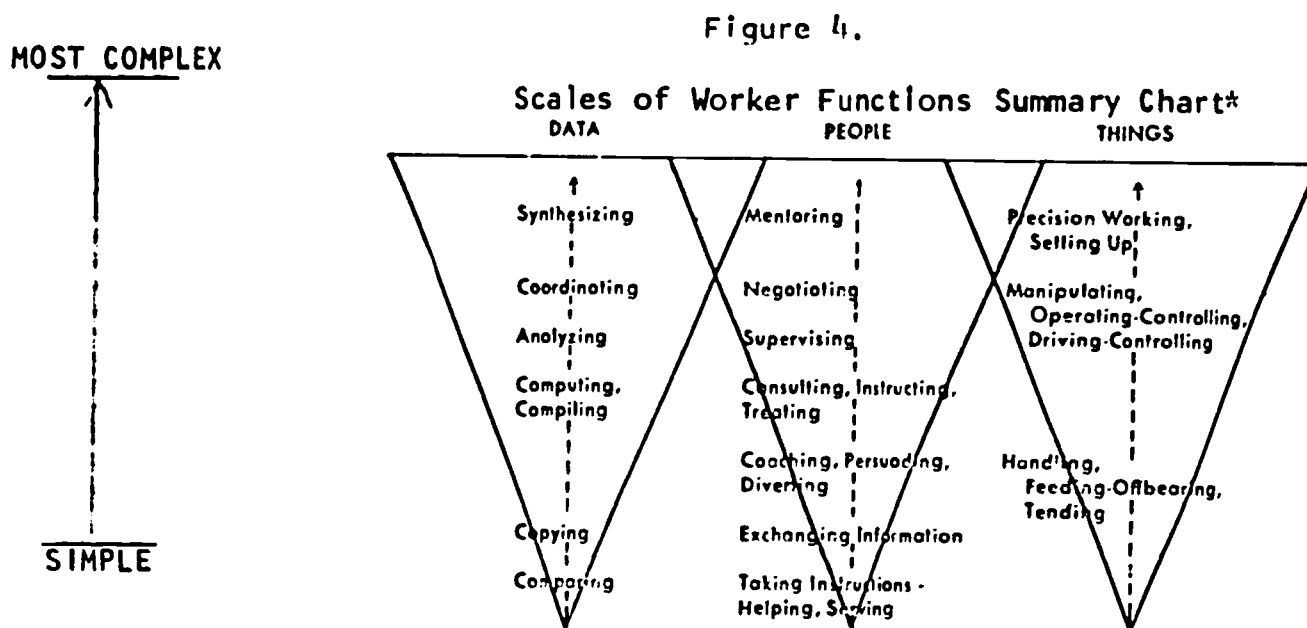 Figure 4.
MOST COMPLEX
Scales of Worker Functions Summary Chart*
DATA
PEOPLE
THINGS
Synthesizing
Mentoring
Precision Working,
Setting Up
Coordinating
Negotiating
Manipulating,
Operating-Controlling,
Driving-Controlling
Analyzing
Supervising
Computing,
Compiling
Consulting, Instructing,
Treating
Coaching, Persuading,
Diverting
Handling,
Feeding-Offbearing,
Tending
Copying
Exchanging Information
SIMPLE
Comparing
Taking Instructions -
Helping, Serving